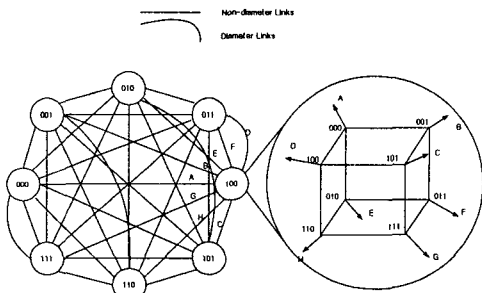 Non-diameter Links
Diameter Links
010
001
011
D
E
F
B
A
000
100
G
H
C
111
101
110
A
001
000
B
D
C
100
101
010
011
E
F
110
111
H
G